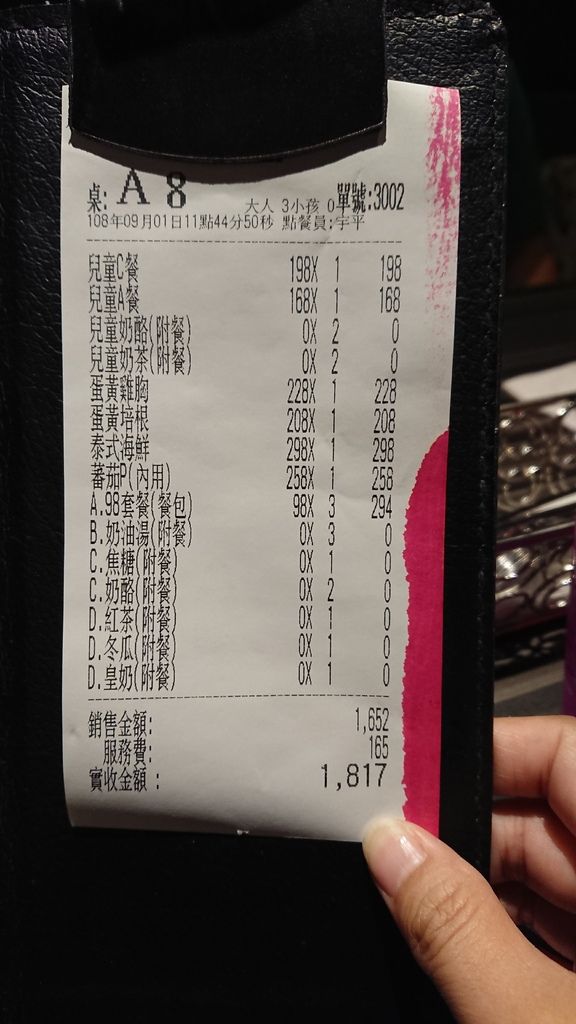 桌: A 8 大人 3小孩 0單號:3002
108年09月01日11點44分50秒 點餐員:宇平
兒童C餐 198X 1 198
兒童A餐 168X 1 168
兒童奶酪(附餐) 0X 2 0
兒童奶茶(附餐) 0X 2 0
蛋黃雞胸 228X 1 228
蛋黃培根 208X 1 208
泰式海鮮 298X 1 298
蕃茄P(內用) 258X 1 258
A.98套餐(餐包) 98X 3 294
B.奶油湯(附餐) 0X 3 0
C.焦糖(附餐) 0X 1 0
C.奶酪(附餐) 0X 2 0
D.紅茶(附餐) 0X 1 0
D.冬瓜(附餐) 0X 1 0
D.皇奶(附餐) 0X 1 0
銷售金額: 1,652
服務費: 165
實收金額: 1,817